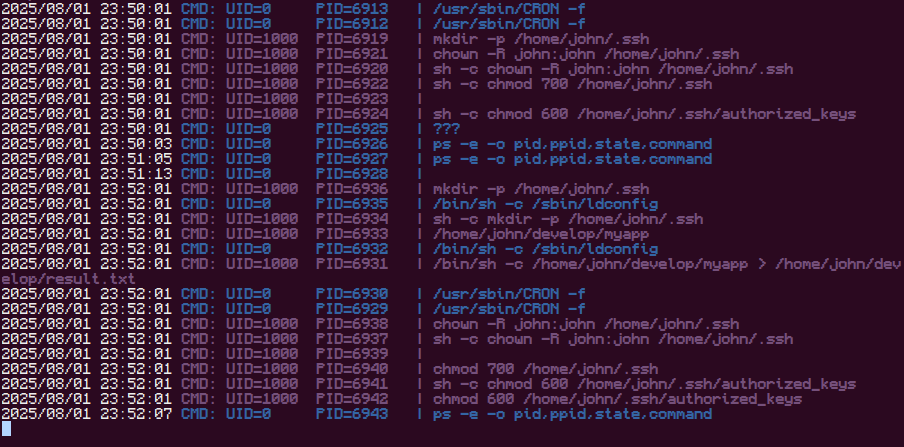 2025/08/01 23:50:01 CMD: UID=0     PID=6913   | /usr/sbin/CRON -f
2025/08/01 23:50:01 CMD: UID=0     PID=6912   | /usr/sbin/CRON -f
2025/08/01 23:50:01 CMD: UID=1000  PID=6919   | mkdir -p /home/john/.ssh
2025/08/01 23:50:01 CMD: UID=1000  PID=6921   | chown -R john:john /home/john/.ssh
2025/08/01 23:50:01 CMD: UID=1000  PID=6920   | sh -c chown -R john:john /home/john/.ssh
2025/08/01 23:50:01 CMD: UID=1000  PID=6922   | sh -c chmod 700 /home/john/.ssh
2025/08/01 23:50:01 CMD: UID=1000  PID=6923   |
2025/08/01 23:50:01 CMD: UID=1000  PID=6924   | sh -c chmod 600 /home/john/.ssh/authorized_keys
2025/08/01 23:50:01 CMD: UID=0     PID=6925   | ???
2025/08/01 23:50:03 CMD: UID=0     PID=6926   | ps -e -o pid,ppid,state,command
2025/08/01 23:51:05 CMD: UID=0     PID=6927   | ps -e -o pid,ppid,state,command
2025/08/01 23:51:13 CMD: UID=0     PID=6928   |
2025/08/01 23:52:01 CMD: UID=1000  PID=6936   | mkdir -p /home/john/.ssh
2025/08/01 23:52:01 CMD: UID=0     PID=6935   | /bin/sh -c /sbin/ldconfig
2025/08/01 23:52:01 CMD: UID=1000  PID=6934   | sh -c mkdir -p /home/john/.ssh
2025/08/01 23:52:01 CMD: UID=1000  PID=6933   | /home/john/develop/myapp
2025/08/01 23:52:01 CMD: UID=0     PID=6932   | /bin/sh -c /sbin/ldconfig
2025/08/01 23:52:01 CMD: UID=1000  PID=6931   | /bin/sh -c /home/john/develop/myapp > /home/john/dev
elop/result.txt
2025/08/01 23:52:01 CMD: UID=0     PID=6930   | /usr/sbin/CRON -f
2025/08/01 23:52:01 CMD: UID=0     PID=6929   | /usr/sbin/CRON -f
2025/08/01 23:52:01 CMD: UID=1000  PID=6938   | chown -R john:john /home/john/.ssh
2025/08/01 23:52:01 CMD: UID=1000  PID=6937   | sh -c chown -R john:john /home/john/.ssh
2025/08/01 23:52:01 CMD: UID=1000  PID=6939   |
2025/08/01 23:52:01 CMD: UID=1000  PID=6940   | chmod 700 /home/john/.ssh
2025/08/01 23:52:01 CMD: UID=1000  PID=6941   | sh -c chmod 600 /home/john/.ssh/authorized_keys
2025/08/01 23:52:01 CMD: UID=1000  PID=6942   | chmod 600 /home/john/.ssh/authorized_keys
2025/08/01 23:52:07 CMD: UID=0     PID=6943   | ps -e -o pid,ppid,state,command